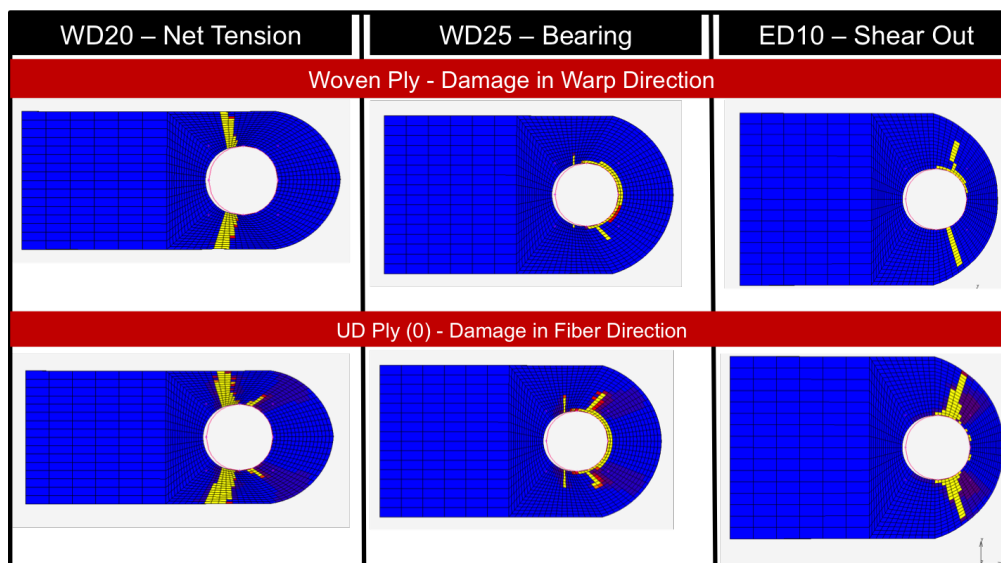 WD20 – Net Tension
WD25 – Bearing
ED10 – Shear Out
Woven Ply - Damage in Warp Direction
UD Ply (0) - Damage in Fiber Direction